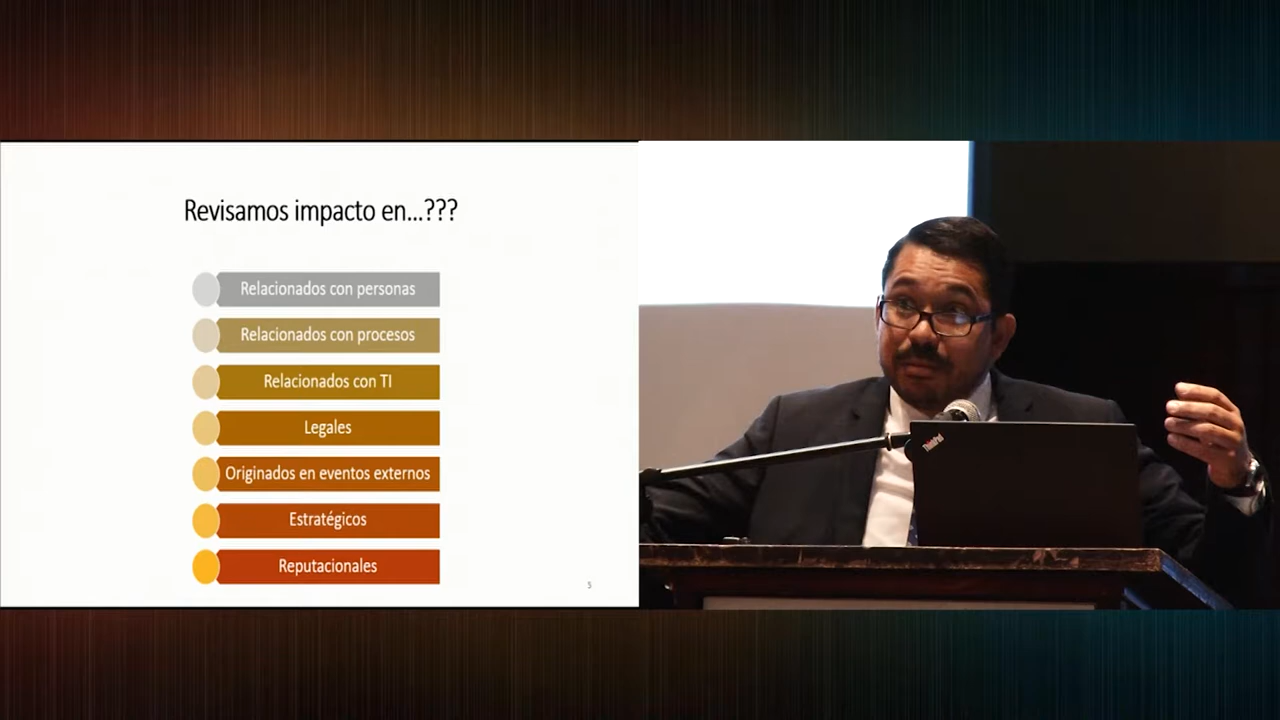 Revisamos impacto en...???
Relacionados con personas
Relacionados con procesos
Relacionados con TI
Legales
Originados en eventos externos
Estratégicos
Reputacionales
5
ThinkPad